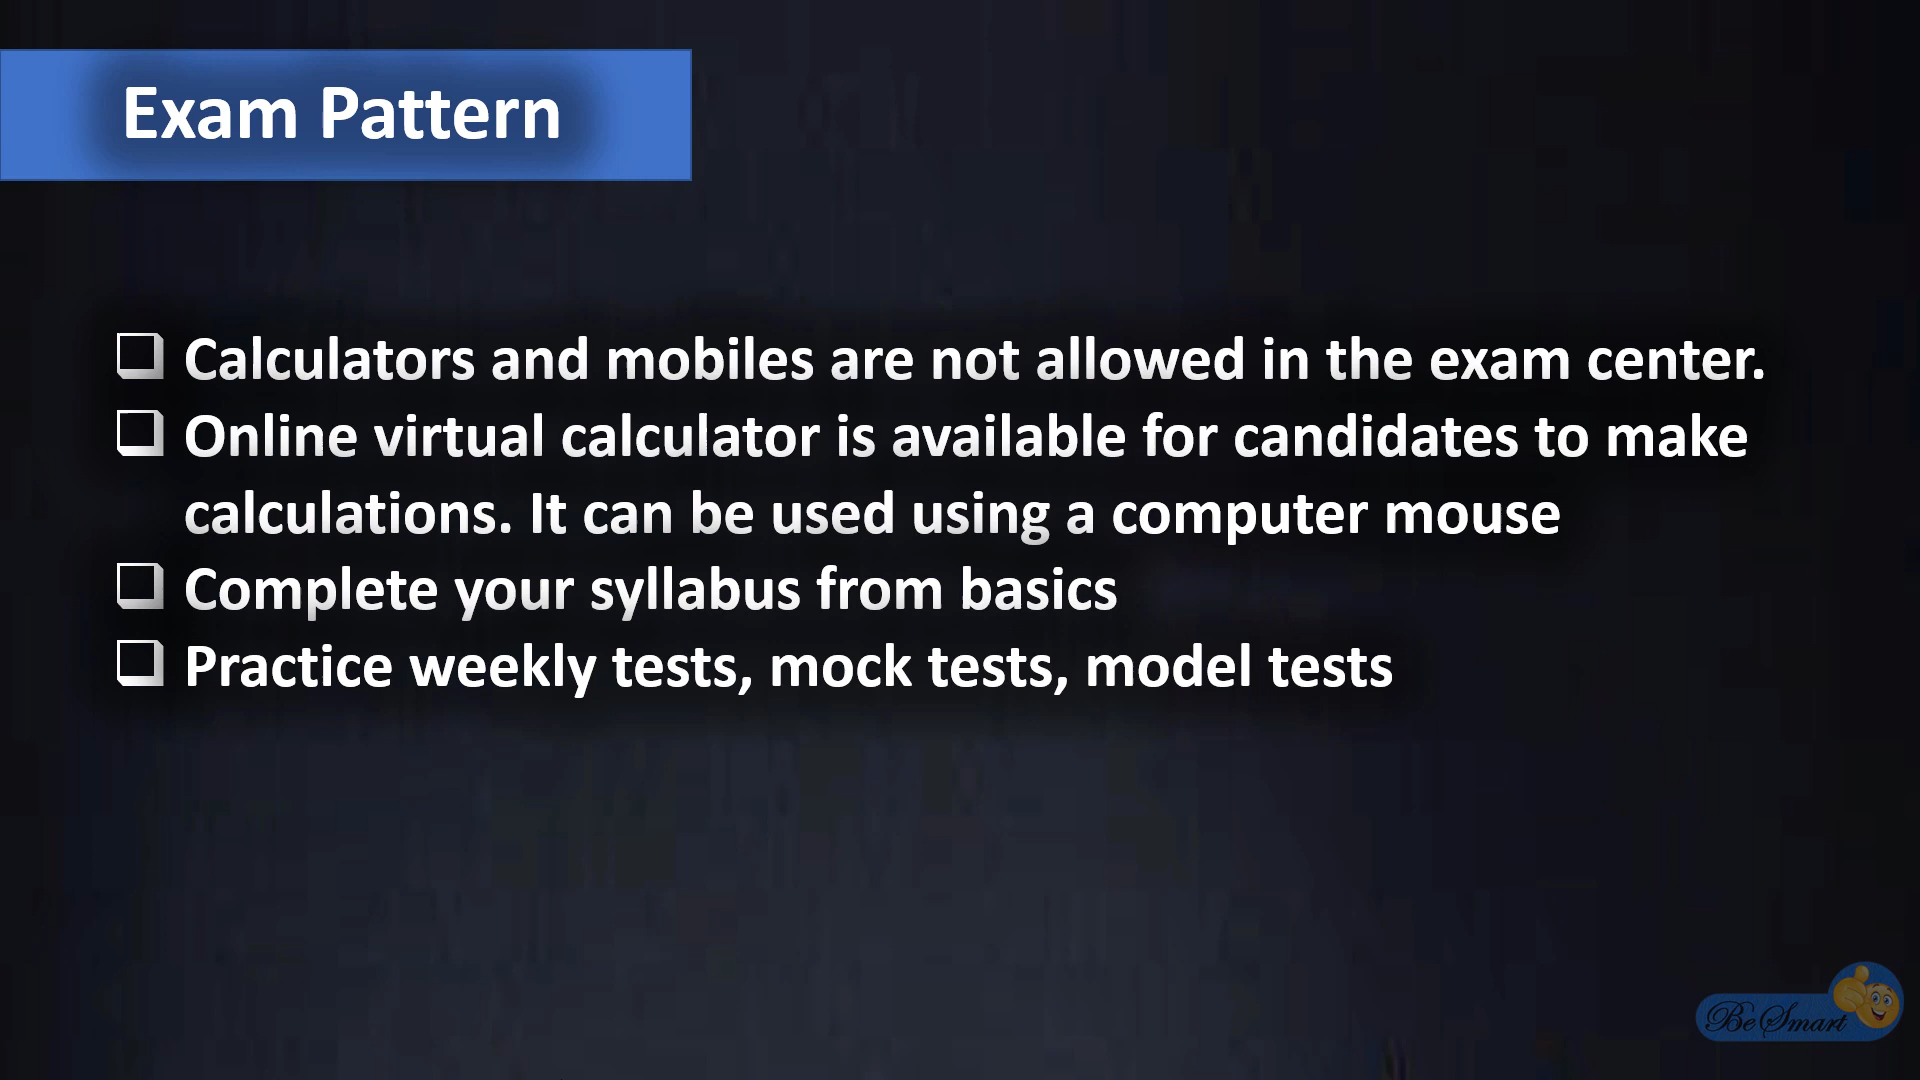 Exam Pattern
Calculators and mobiles are not allowed in the exam center.
Online virtual calculator is available for candidates to make
calculations. It can be used using a computer mouse
Complete your syllabus from basics
Practice weekly tests, mock tests, model tests
Be Smart